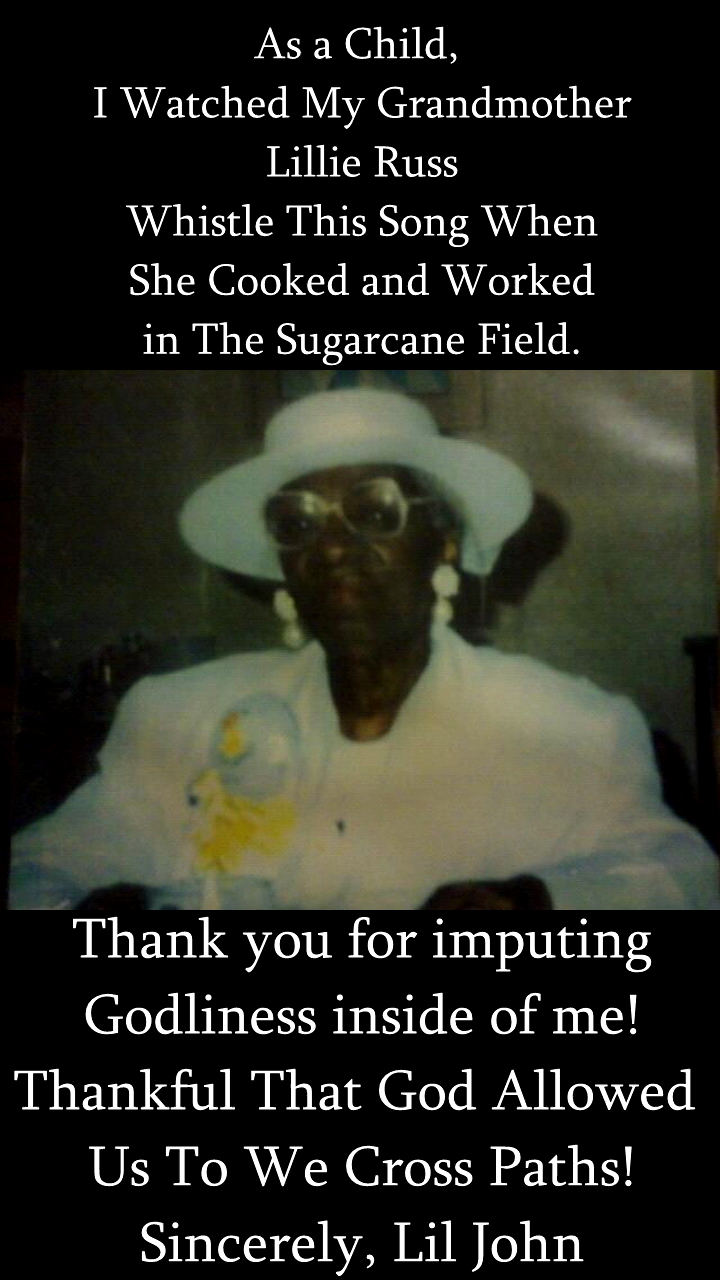 As a Child,
I Watched My Grandmother
Lillie Russ
Whistle This Song When
She Cooked and Worked
in The Sugarcane Field.
Thank you for imputing
Godliness inside of me!
Thankful That God Allowed
Us To We Cross Paths!
Sincerely, Lil John